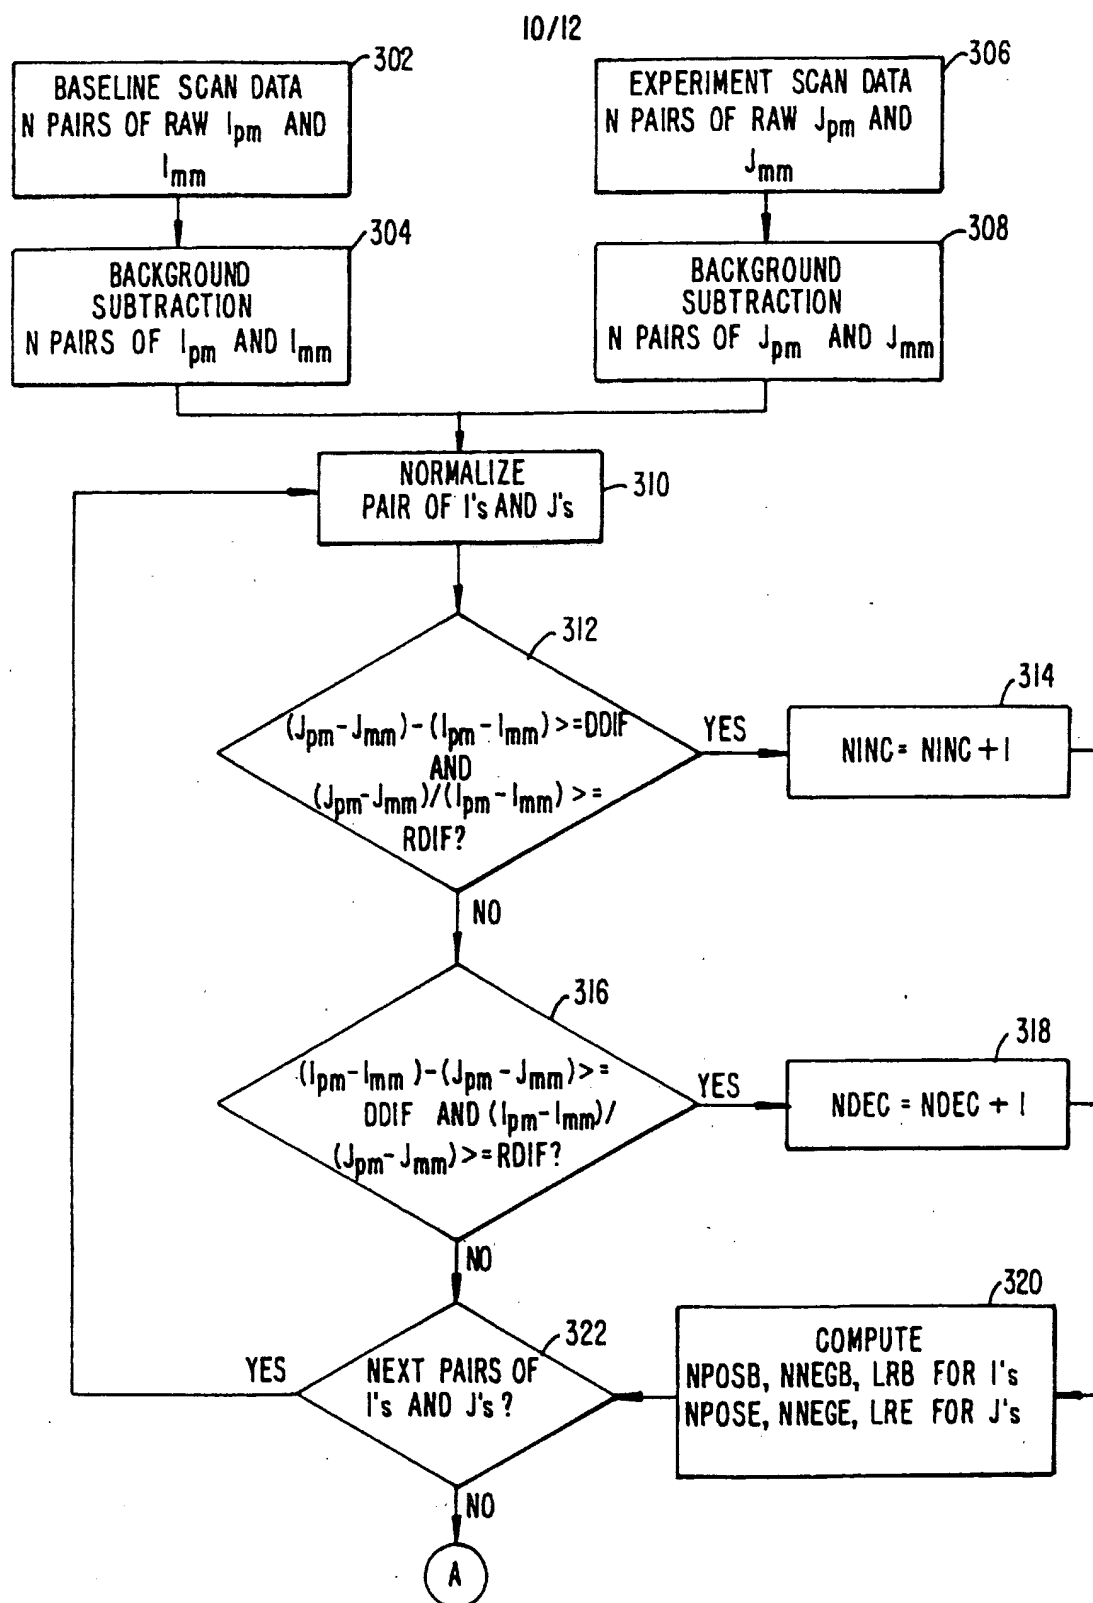 10/12
302
BASELINE SCAN DATA
N PAIRS OF RAW Ipm AND
Imm
306
EXPERIMENT SCAN DATA
N PAIRS OF RAW Jpm AND
Jmm
304
BACKGROUND
SUBTRACTION
N PAIRS OF Ipm AND Imm
308
BACKGROUND
SUBTRACTION
N PAIRS OF Jpm AND Jmm
NORMALIZE
PAIR OF I's AND J's
310
312
(Jpm-Jmm)-(Ipm-Imm)>=DDIF
AND
(Jpm-Jmm)/(Ipm-Imm)>=
RDIF?
YES
314
NINC= NINC+1
NO
316
(Ipm-Imm)-(Jpm-Jmm)>=
DDIF AND (Ipm-Imm)/
(Jpm-Jmm)>=RDIF?
YES
318
NDEC = NDEC + 1
NO
322
NEXT PAIRS OF
I's AND J's?
YES
320
COMPUTE
NPOSB, NNEGB, LRB FOR I's
NPOSE, NNEGE, LRE FOR J's
NO
A